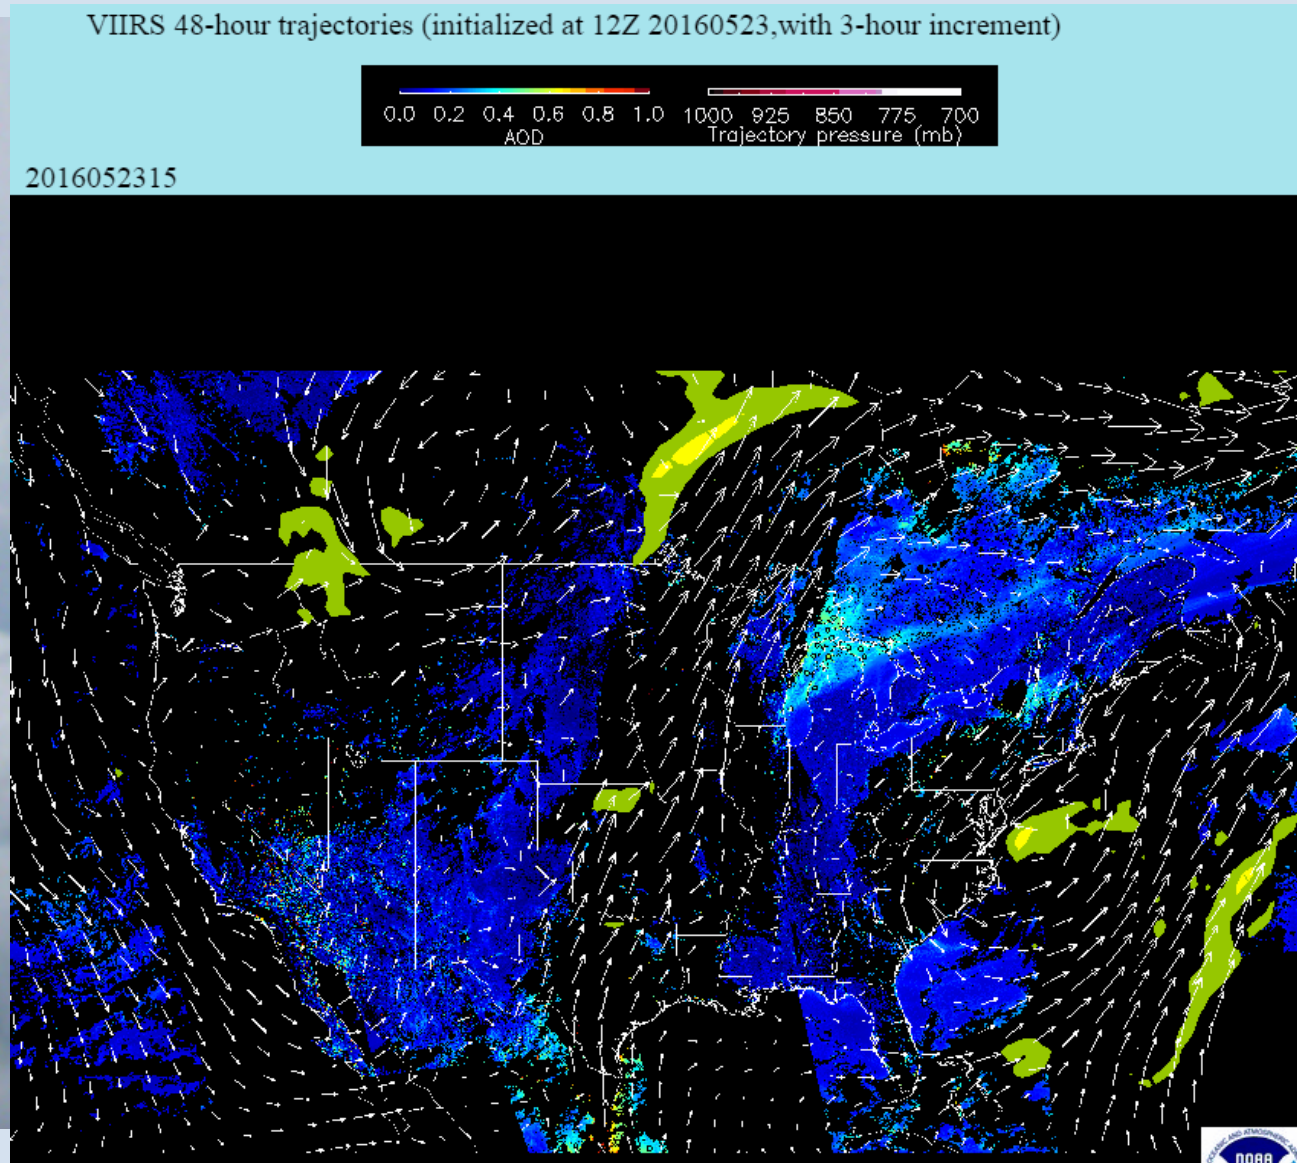 VIIRS 48-hour trajectories (initialized at 12Z 20160523,with 3-hour increment)
0.0 0.2 0.4 0.6 0.8 1.0 1000 925 850 775 700
AOD Trajectory pressure (mb)
2016052315
NOAA